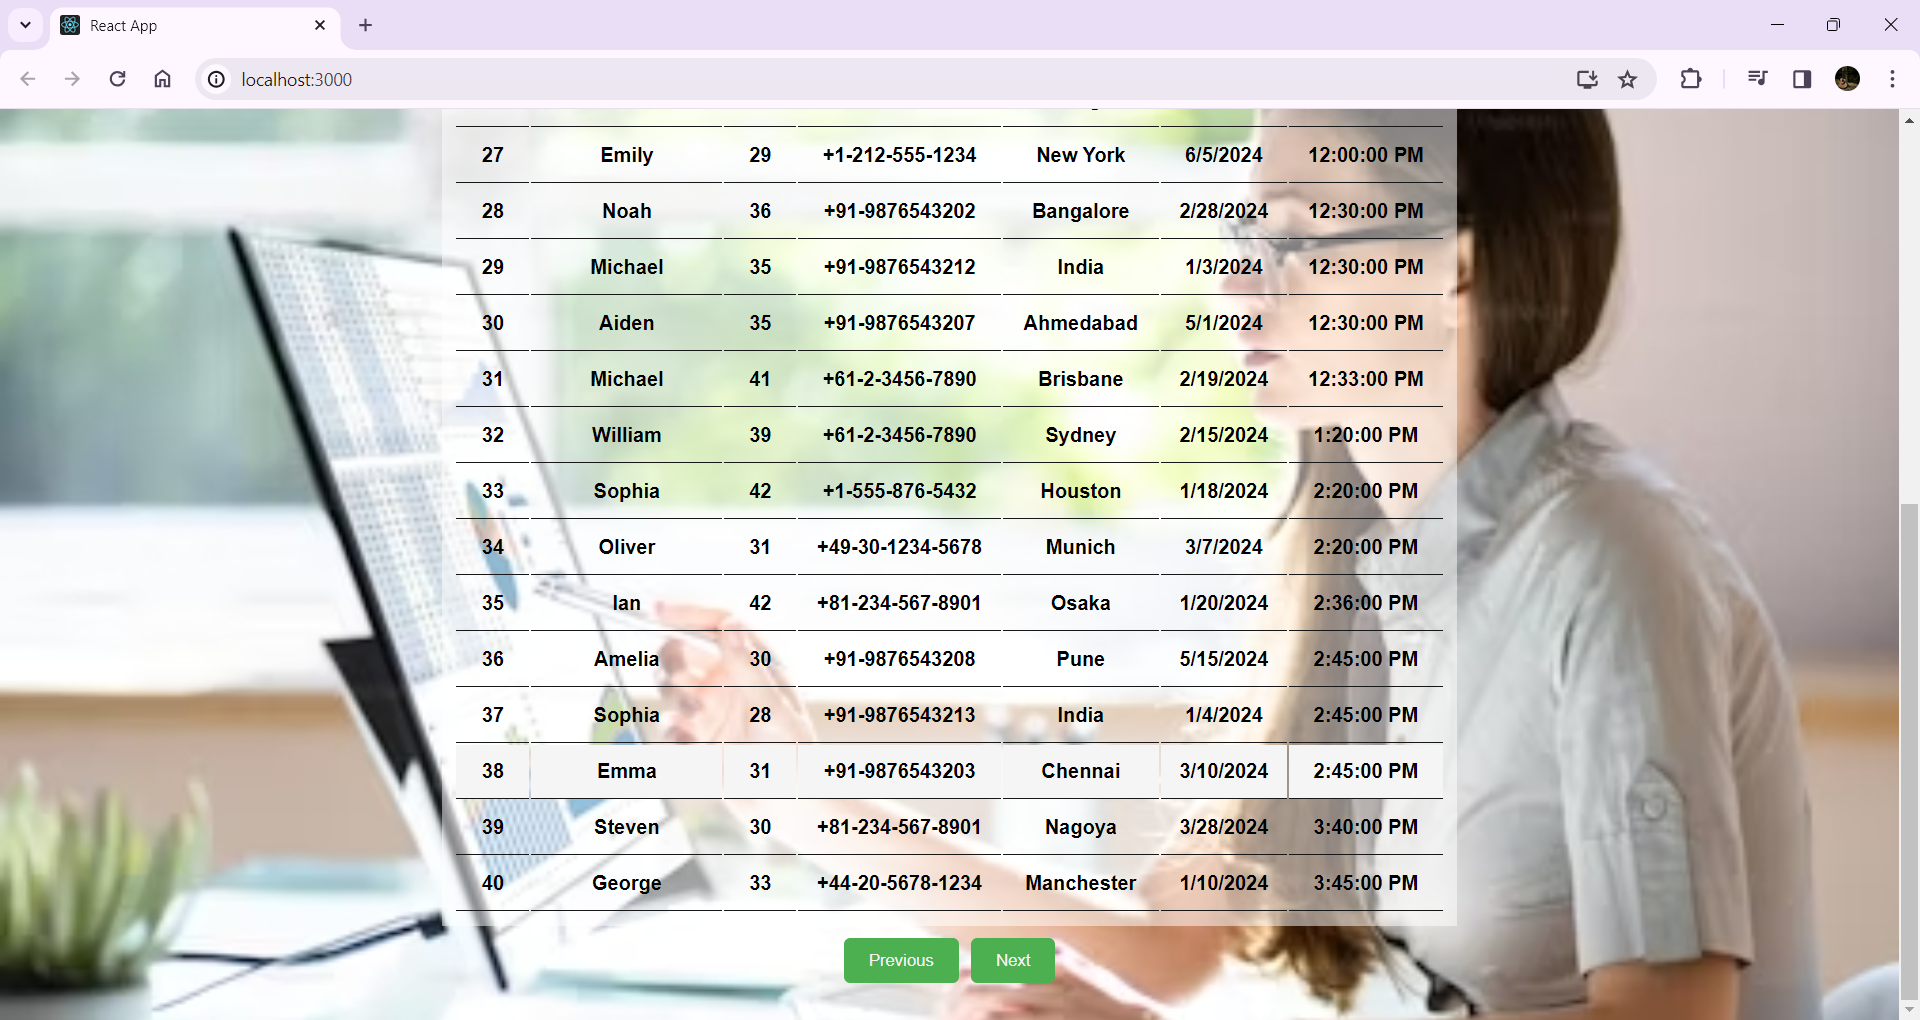 React App
localhost:3000
27 Emily 29 +1-212-555-1234 New York 6/5/2024 12:00:00 PM
28 Noah 36 +91-9876543202 Bangalore 2/28/2024 12:30:00 PM
29 Michael 35 +91-9876543212 India 1/3/2024 12:30:00 PM
30 Aiden 35 +91-9876543207 Ahmedabad 5/1/2024 12:30:00 PM
31 Michael 41 +61-2-3456-7890 Brisbane 2/19/2024 12:33:00 PM
32 William 39 +61-2-3456-7890 Sydney 2/15/2024 1:20:00 PM
33 Sophia 42 +1-555-876-5432 Houston 1/18/2024 2:20:00 PM
34 Oliver 31 +49-30-1234-5678 Munich 3/7/2024 2:20:00 PM
35 Ian 42 +81-234-567-8901 Osaka 1/20/2024 2:36:00 PM
36 Amelia 30 +91-9876543208 Pune 5/15/2024 2:45:00 PM
37 Sophia 28 +91-9876543213 India 1/4/2024 2:45:00 PM
38 Emma 31 +91-9876543203 Chennai 3/10/2024 2:45:00 PM
39 Steven 30 +81-234-567-8901 Nagoya 3/28/2024 3:40:00 PM
40 George 33 +44-20-5678-1234 Manchester 1/10/2024 3:45:00 PM
Previous Next